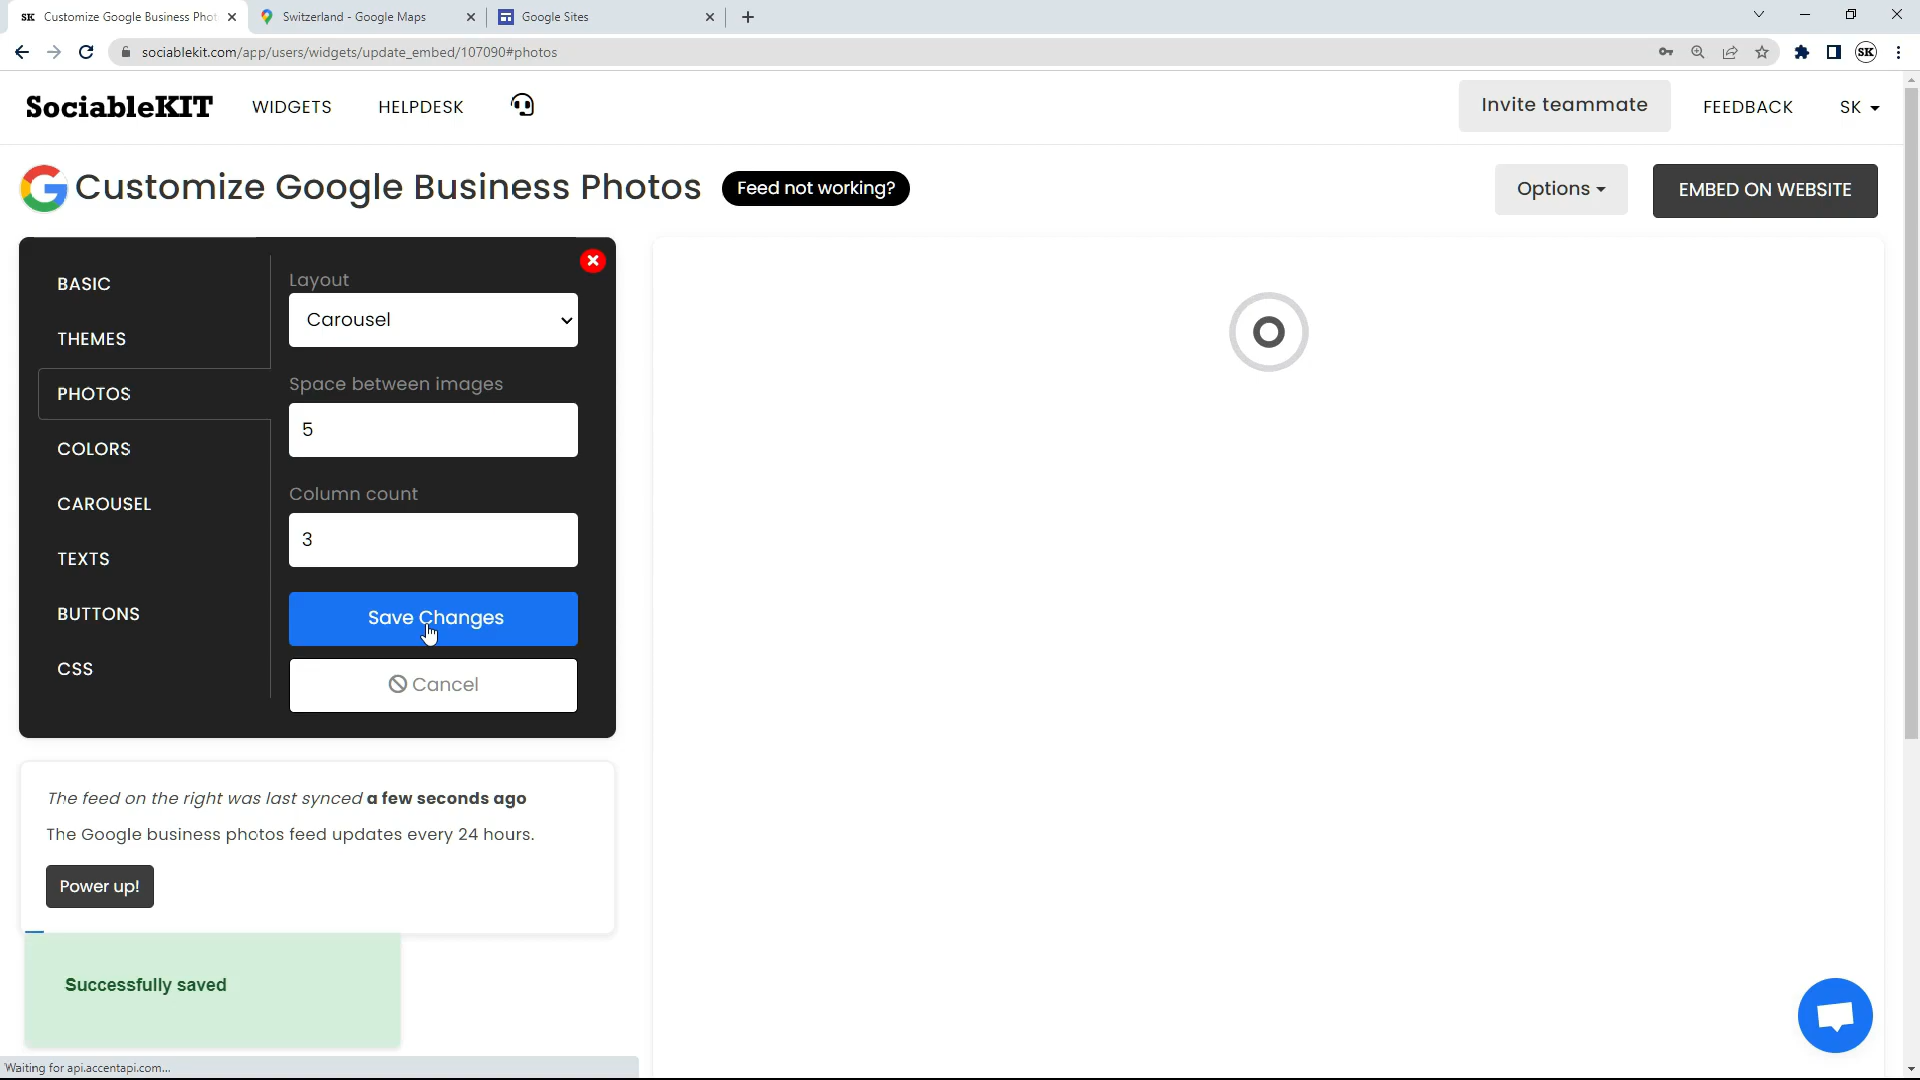 SK Customize Google Business Phot
Switzerland - Google Maps
Google Sites
sociablekit.com/app/users/widgets/update_embed/107090#photos
SK
SociableKIT
WIDGETS
HELPDESK
Invite teammate
FEEDBACK
SK
Customize Google Business Photos
Feed not working?
Options
EMBED ON WEBSITE
BASIC
THEMES
PHOTOS
COLORS
CAROUSEL
TEXTS
BUTTONS
CSS
Layout
Carousel
Space between images
5
Column count
3
Save Changes
Cancel
The feed on the right was last synced a few seconds ago
The Google business photos feed updates every 24 hours.
Power up!
Successfully saved
Waiting for api.accentapi.com...